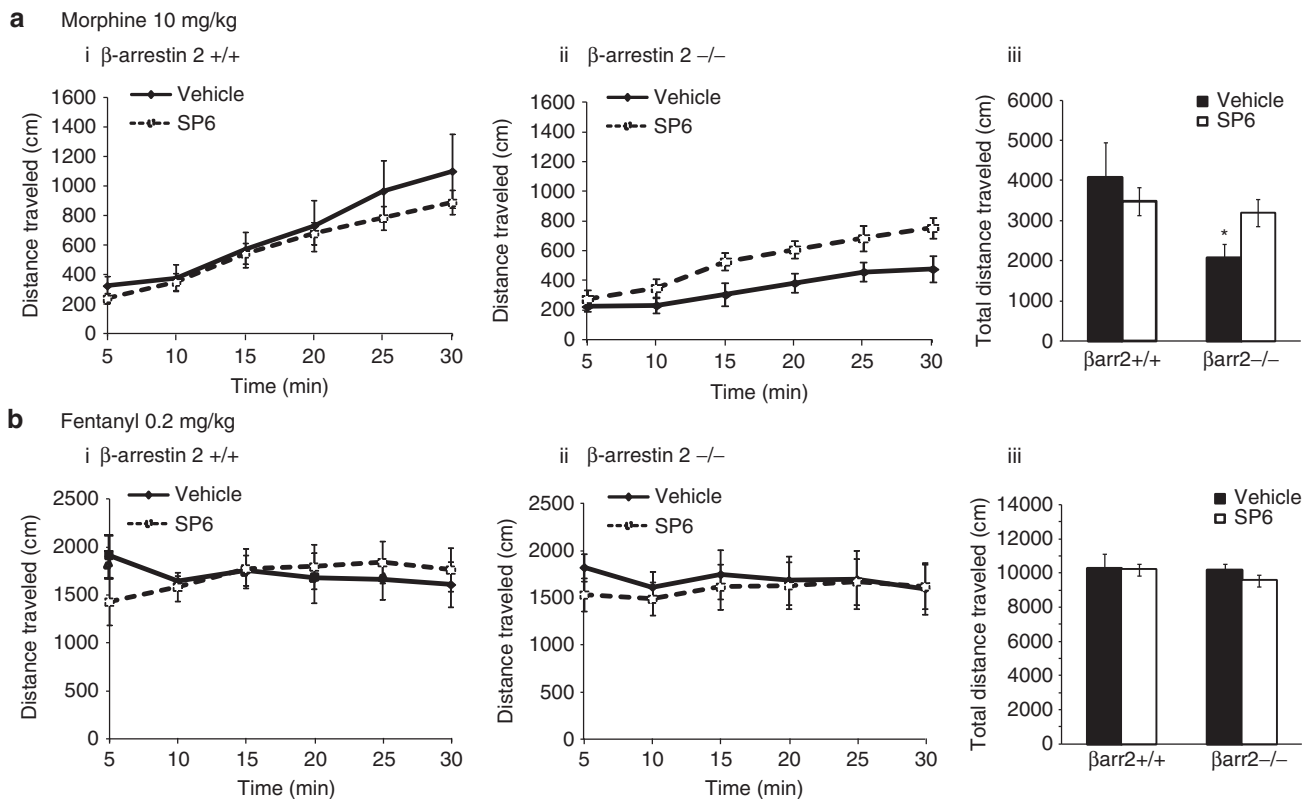 a Morphine 10 mg/kg
i β-arrestin 2 +/+
Vehicle
SP6
Distance traveled (cm)
1600
1400
1200
1000
800
600
400
200
0
5 10 15 20 25 30
Time (min)
ii β-arrestin 2 –/–
Vehicle
SP6
Distance traveled (cm)
1600
1400
1200
1000
800
600
400
200
0
5 10 15 20 25 30
Time (min)
iii
Vehicle
SP6
Total distance traveled (cm)
6000
5000
4000
3000
2000
1000
0
*
βarr2+/+ βarr2–/–
b Fentanyl 0.2 mg/kg
i β-arrestin 2 +/+
Vehicle
SP6
Distance traveled (cm)
2500
2000
1500
1000
500
0
5 10 15 20 25 30
Time (min)
ii β-arrestin 2 –/–
Vehicle
SP6
Distance traveled (cm)
2500
2000
1500
1000
500
0
5 10 15 20 25 30
Time (min)
iii
Vehicle
SP6
Total distance traveled (cm)
14000
12000
10000
8000
6000
4000
2000
0
βarr2+/+ βarr2–/–